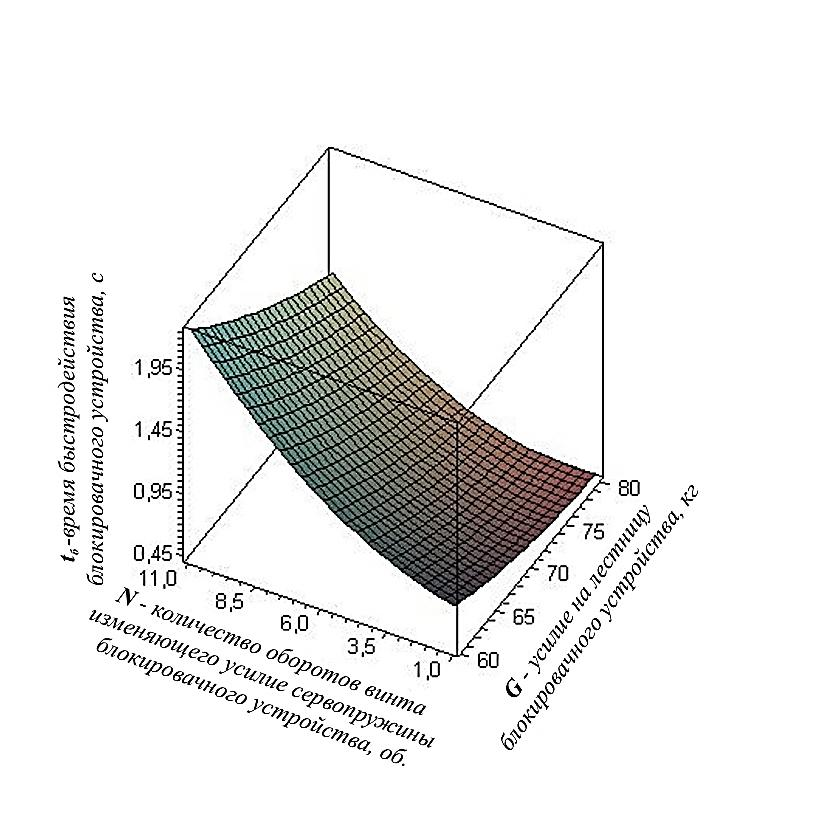 t₆-время быстродействия
блокировачного устройства, с
1,95
1,45
0,95
0,45
11,0
8,5
6,0
3,5
1,0
N - количество оборотов винта
изменяющего усилие сервопружины
блокировачного устройства, об.
80
75
70
65
60
G - усилие на лестницу
блокировачного устройства, кг